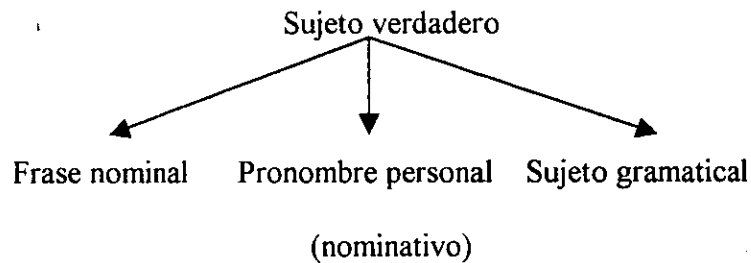 Sujeto verdadero
Frase nominal Pronombre personal Sujeto gramatical
(nominativo)